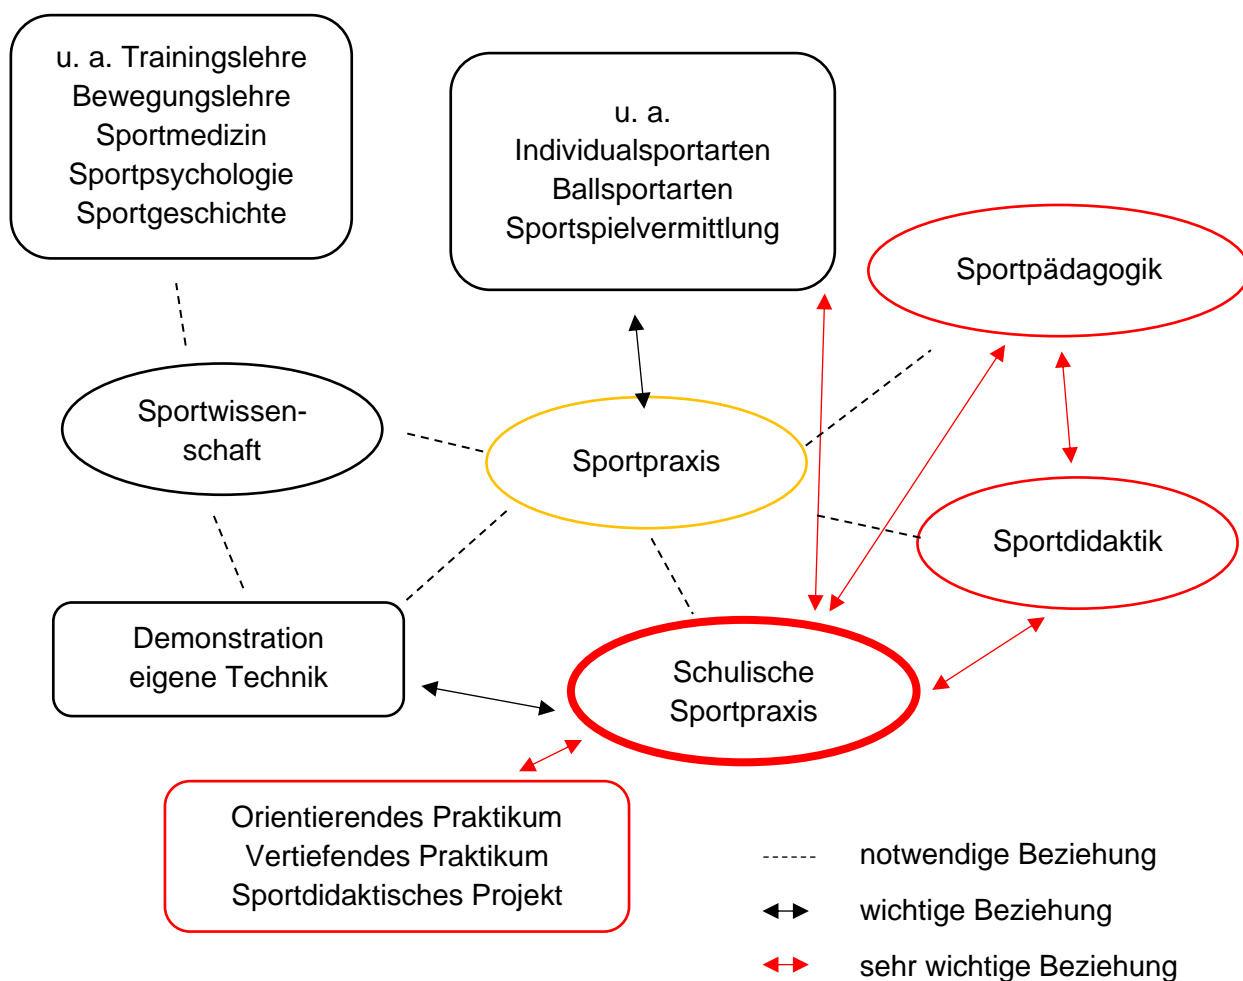 u. a. Trainingslehre
Bewegungslehre
Sportmedizin
Sportpsychologie
Sportgeschichte
u. a.
Individualsportarten
Ballsportarten
Sportspielvermittlung
Sportpädagogik
Sportwissen-
schaft
Sportpraxis
Sportdidaktik
Demonstration
eigene Technik
Schulische
Sportpraxis
Orientierendes Praktikum
Vertiefendes Praktikum
Sportdidaktisches Projekt
notwendige Beziehung
wichtige Beziehung
sehr wichtige Beziehung